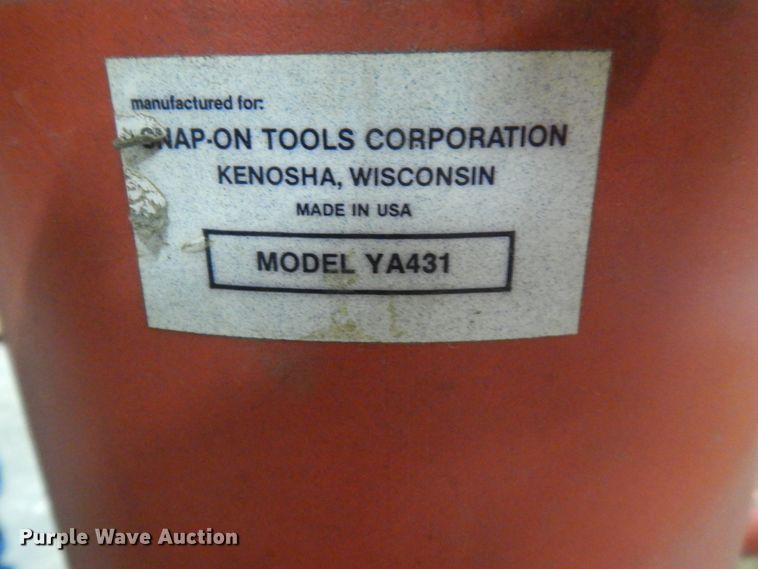 manufactured for:
SNAP-ON TOOLS CORPORATION
KENOSHA, WISCONSIN
MADE IN USA
MODEL YA431
Purple Wave Auction